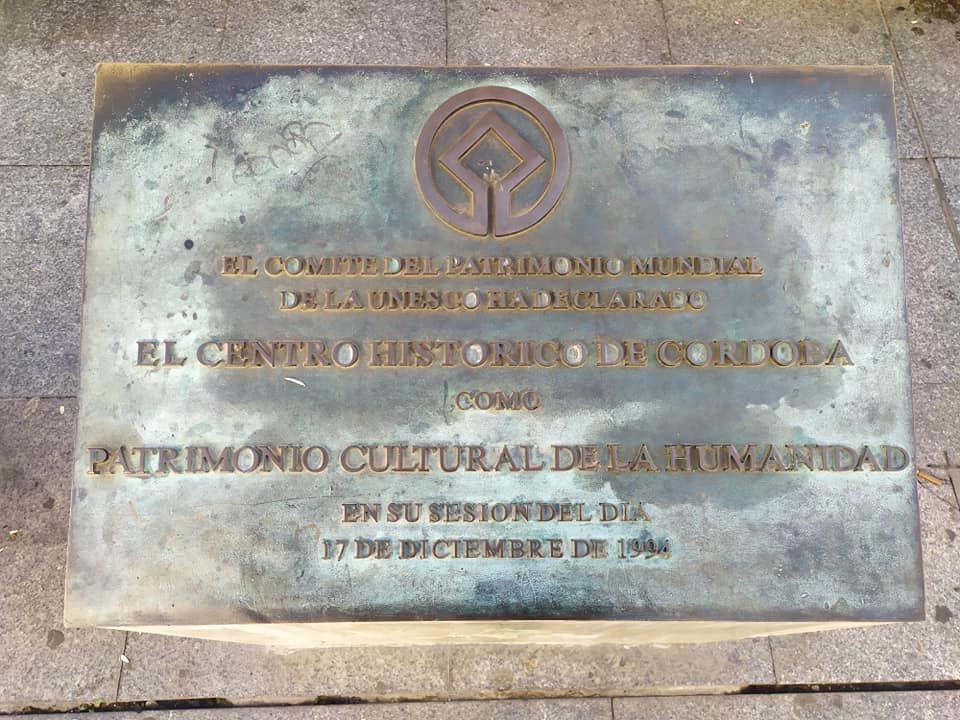 EL COMITE DEL PATRIMONIO MUNDIAL
DE LA UNESCO HA DECLARADO
EL CENTRO HISTORICO DE CORDOBA
COMO
PATRIMONIO CULTURAL DE LA HUMANIDAD
EN SU SESION DEL DIA
17 DE DICIEMBRE DE 1994